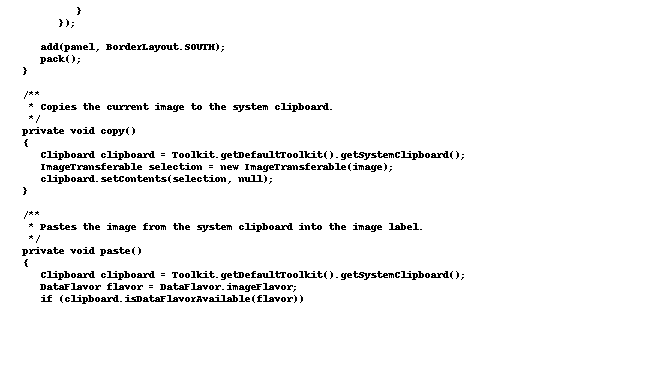 }
      });

   add(panel, BorderLayout.SOUTH);
   pack();
}

/**
 * Copies the current image to the system clipboard.
 */
private void copy()
{
   Clipboard clipboard = Toolkit.getDefaultToolkit().getSystemClipboard();
   ImageTransferable selection = new ImageTransferable(image);
   clipboard.setContents(selection, null);
}

/**
 * Pastes the image from the system clipboard into the image label.
 */
private void paste()
{
   Clipboard clipboard = Toolkit.getDefaultToolkit().getSystemClipboard();
   DataFlavor flavor = DataFlavor.imageFlavor;
   if (clipboard.isDataFlavorAvailable(flavor))